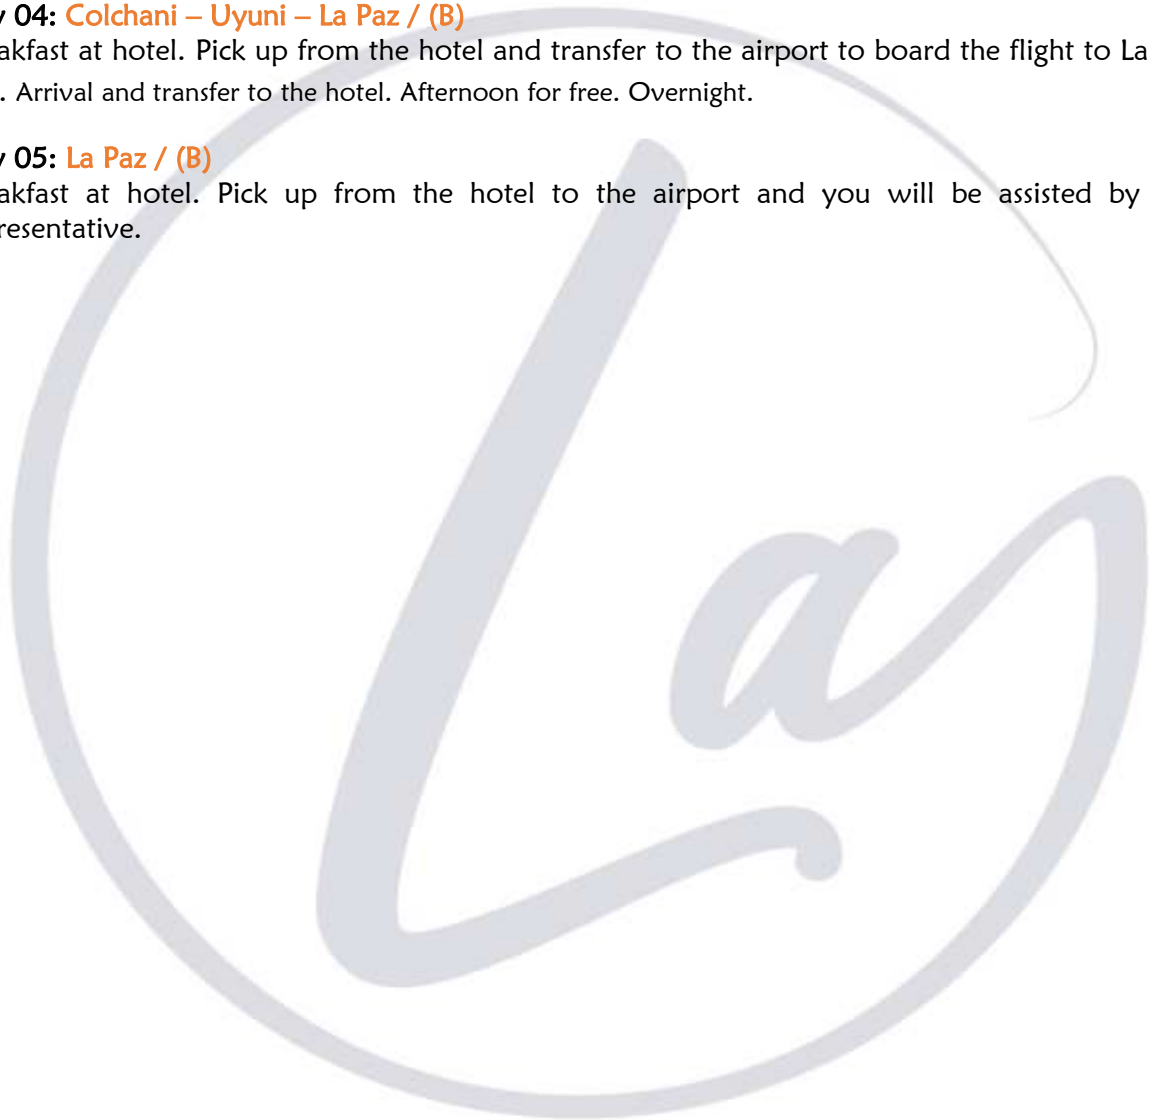 y 04: Colchani – Uyuni – La Paz / (B)
akfast at hotel. Pick up from the hotel and transfer to the airport to board the flight to La
. Arrival and transfer to the hotel. Afternoon for free. Overnight.
y 05: La Paz / (B)
akfast at hotel. Pick up from the hotel to the airport and you will be assisted by
resentative.
La